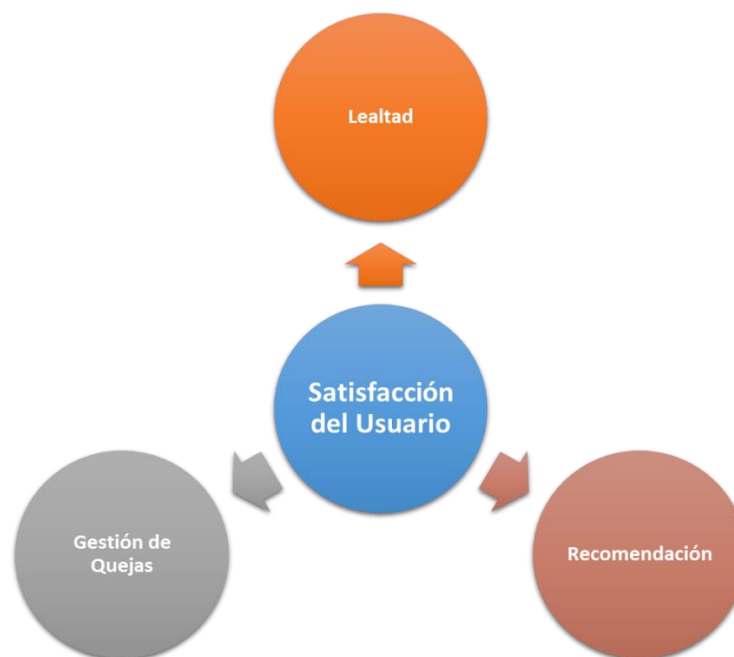 Lealtad
Satisfacción
del Usuario
Gestión de
Quejas
Recomendación